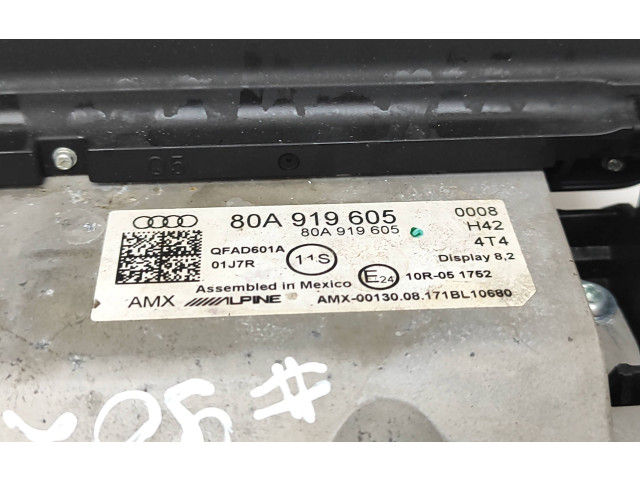 05
80A 919 605
80A 919 605
0008
H42
4T4
QFAD601A
01J7R
11S
E24
Display 8,2
10R-05 1752
Assembled in Mexico
AMX ALPINE AMX-00130.08.171BL10680